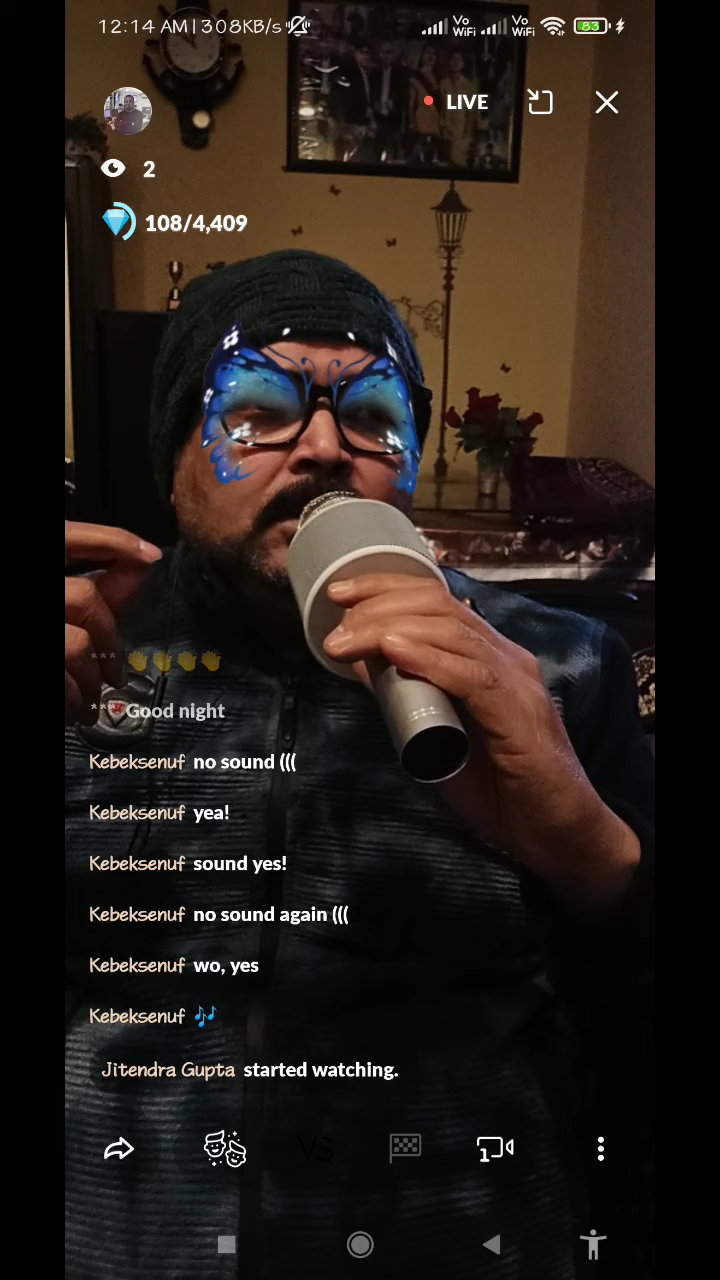 12:14 AM | 308KB/s
Vo WiFi Vo WiFi 83
LIVE
2
108/4,409
*** 👏👏👏👏
*** Good night
Kebeksenuf no sound (((
Kebeksenuf yea!
Kebeksenuf sound yes!
Kebeksenuf no sound again (((
Kebeksenuf wo, yes
Kebeksenuf 🎶
Jitendra Gupta started watching.
VS
1